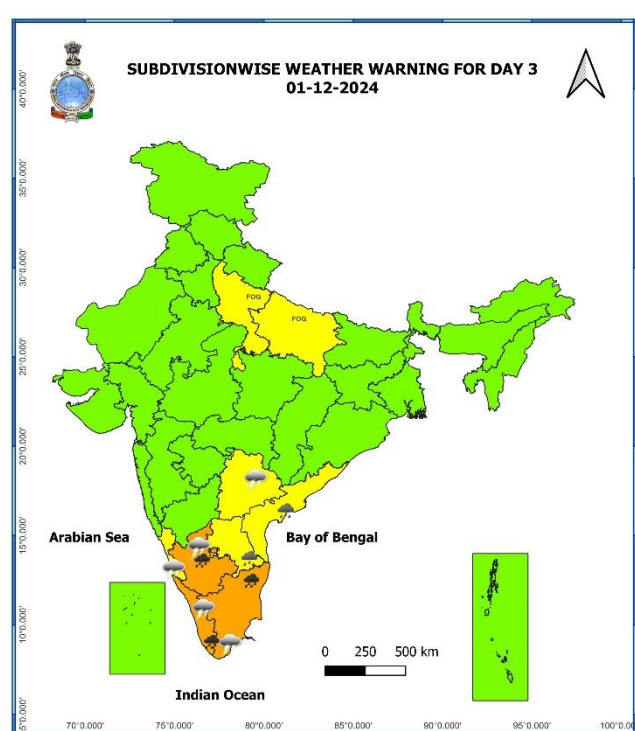 SUBDIVISIONWISE WEATHER WARNING FOR DAY 3
01-12-2024
40°0.000'
35°0.000'
30°0.000'
25°0.000'
20°0.000'
15°0.000'
10°0.000'
5°0.000'
FOG
FOG
Arabian Sea
Bay of Bengal
0 250 500 km
Indian Ocean
70°0.000' 75°0.000' 80°0.000' 85°0.000' 90°0.000' 95°0.000' 100°0.00